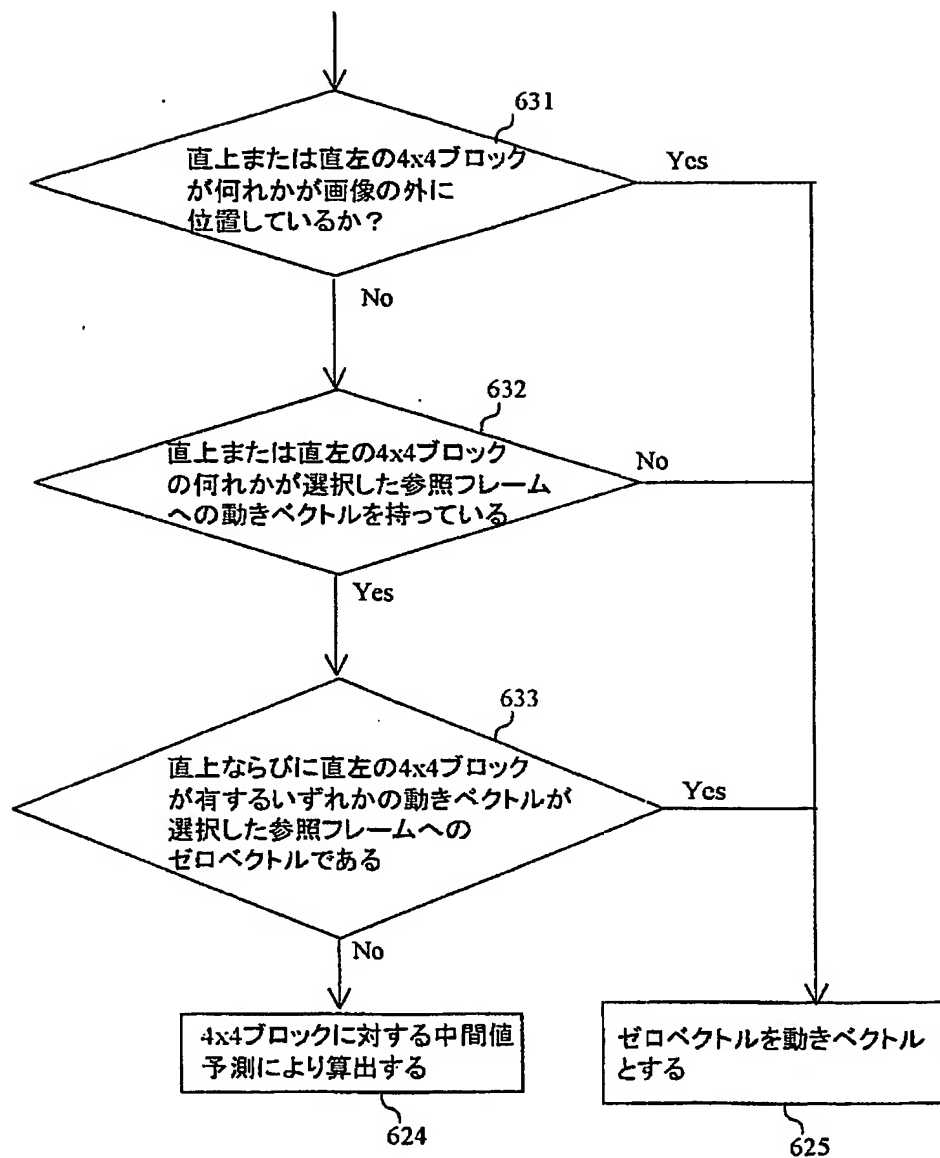 631
直上または直左の4x4ブロック
が何れかが画像の外に
位置しているか？
Yes
No
632
直上または直左の4x4ブロック
の何れかが選択した参照フレーム
への動きベクトルを持っている
No
Yes
633
直上ならびに直左の4x4ブロック
が有するいずれかの動きベクトルが
選択した参照フレームへの
ゼロベクトルである
Yes
No
4x4ブロックに対する中間値
予測により算出する
624
ゼロベクトルを動きベクトル
とする
625